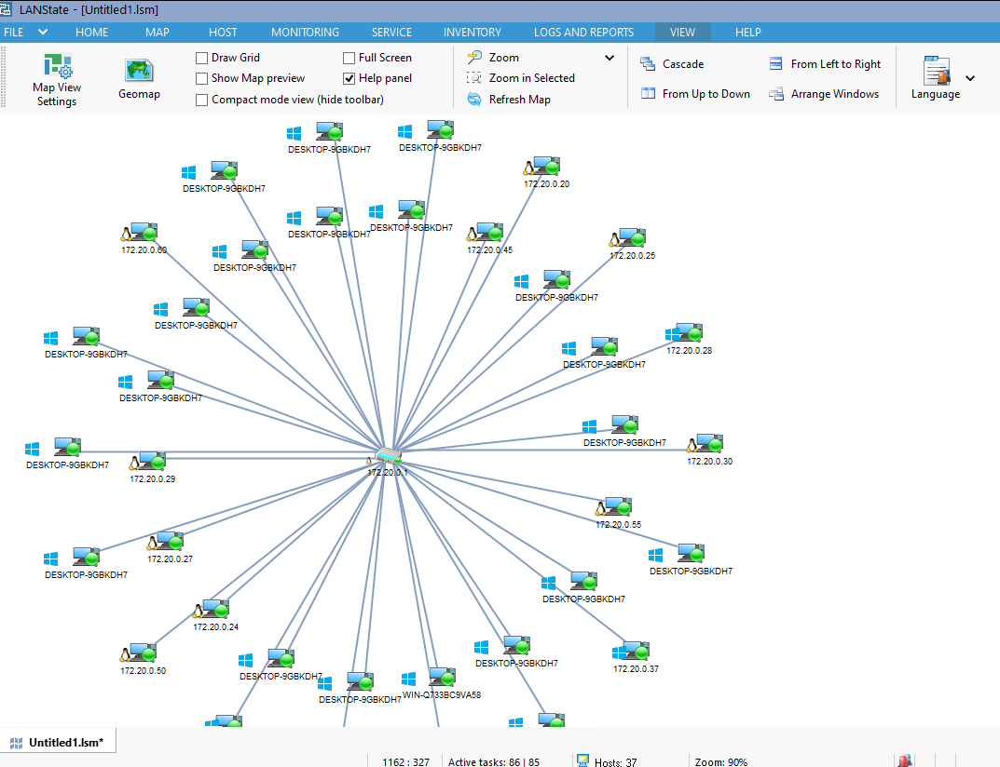 LANState - [Untitled1.lsm]
FILE HOME MAP HOST MONITORING SERVICE INVENTORY LOGS AND REPORTS VIEW HELP
Map View
Settings
Geomap
Draw Grid
Show Map preview
Compact mode view (hide toolbar)
Full Screen
Help panel
Zoom
Zoom in Selected
Refresh Map
Cascade
From Up to Down
From Left to Right
Arrange Windows
Language
DESKTOP-9GBKDH7
DESKTOP-9GBKDH7
172.20.0.20
DESKTOP-9GBKDH7
DESKTOP-9GBKDH7
DESKTOP-9GBKDH7
172.20.0.60
172.20.0.45
172.20.0.25
DESKTOP-9GBKDH7
DESKTOP-9GBKDH7
DESKTOP-9GBKDH7
DESKTOP-9GBKDH7
172.20.0.28
DESKTOP-9GBKDH7
DESKTOP-9GBKDH7
DESKTOP-9GBKDH7
DESKTOP-9GBKDH7
172.20.0.30
172.20.0.29
172.20.0.1
172.20.0.55
172.20.0.27
DESKTOP-9GBKDH7
DESKTOP-9GBKDH7
DESKTOP-9GBKDH7
172.20.0.24
172.20.0.50
DESKTOP-9GBKDH7
DESKTOP-9GBKDH7
WIN-Q733BC9VA58
DESKTOP-9GBKDH7
172.20.0.37
Untitled1.lsm*
1162 : 327
Active tasks: 86 | 85
Hosts: 37
Zoom: 90%